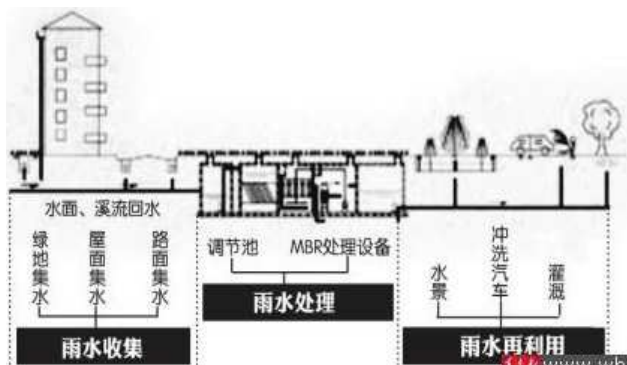 水面、溪流回水
绿地集水
屋面集水
路面集水
雨水收集
调节池
MBR处理设备
雨水处理
水景
冲洗汽车
灌溉
雨水再利用